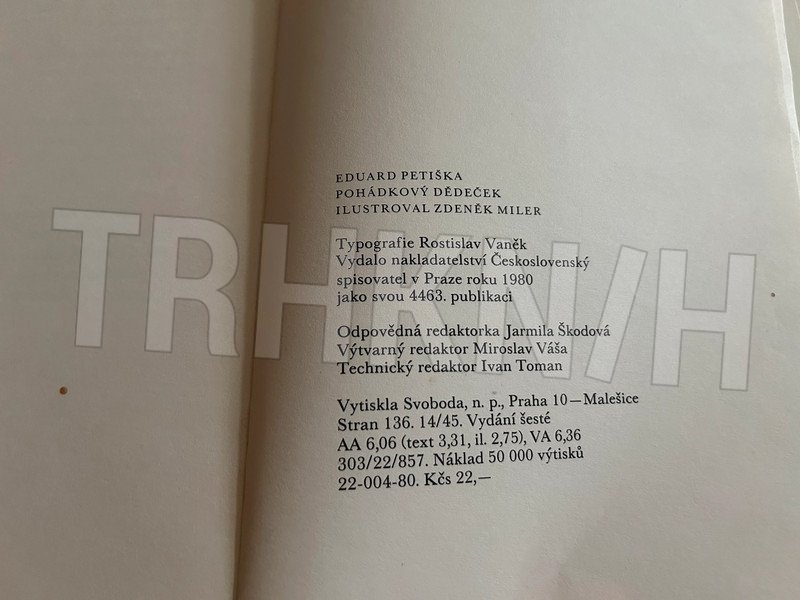 EDUARD PETIŠKA
POHÁDKOVÝ DĚDEČEK
ILUSTROVAL ZDENĚK MILER
Typografie Rostislav Vaněk
Vydalo nakladatelství Československý
spisovatel v Praze roku 1980
jako svou 4463. publikaci
Odpovědná redaktorka Jarmila Škodová
Výtvarný redaktor Miroslav Váša
Technický redaktor Ivan Toman
Vytiskla Svoboda, n. p., Praha 10—Malešice
Stran 136. 14/45. Vydání šesté
AA 6,06 (text 3,31, il. 2,75), VA 6,36
303/22/857. Náklad 50 000 výtisků
22-004-80. Kčs 22,—
TRHKN/H